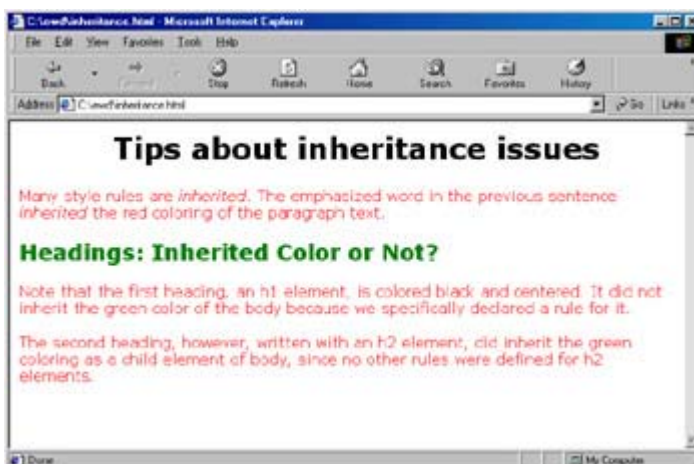 C:\ewd\inheritance.html - Microsoft Internet Explorer
File Edit View Favorites Tools Help
Back Forward Stop Refresh Home Search Favorites History
Address C:\ewd\inheritance.html Go Links
Tips about inheritance issues
Many style rules are inherited. The emphasized word in the previous sentence
inherited the red coloring of the paragraph text.
Headings: Inherited Color or Not?
Note that the first heading, an h1 element, is colored black and centered. It did not
inherit the green color of the body because we specifically declared a rule for it.
The second heading, however, written with an h2 element, did inherit the green
coloring as a child element of body, since no other rules were defined for h2
elements.
Done My Computer